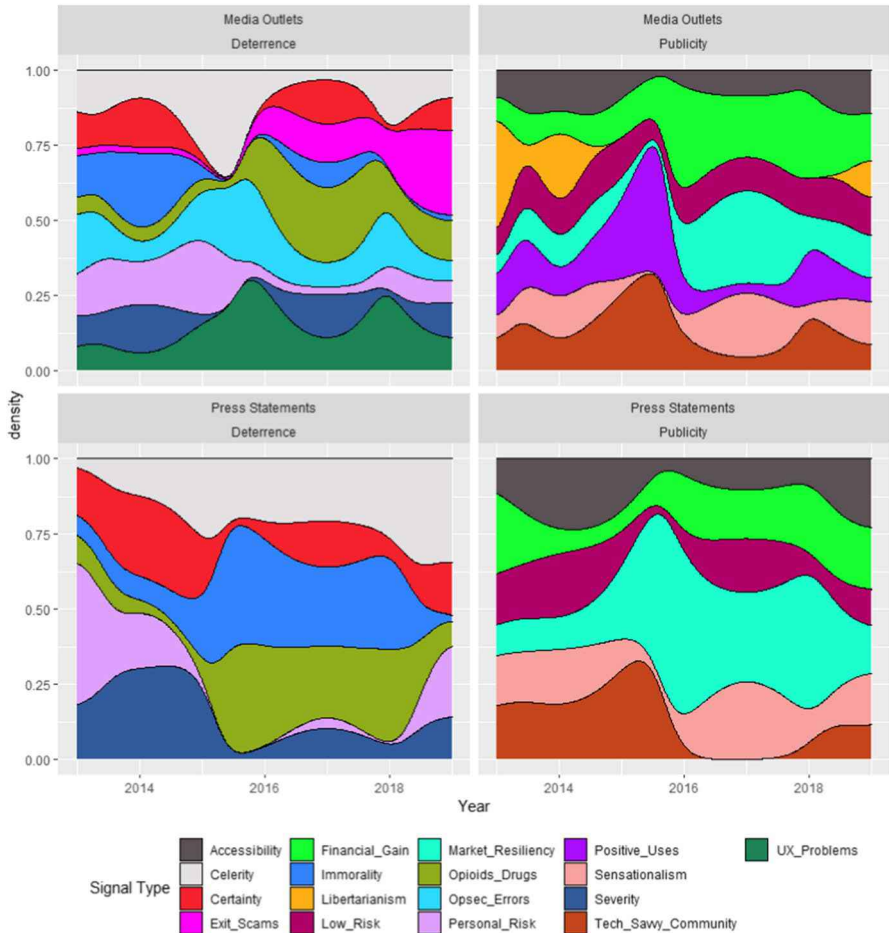 Media Outlets
Deterrence
Media Outlets
Publicity
1.00
0.75
0.50
0.25
0.00
density
Press Statements
Deterrence
Press Statements
Publicity
1.00
0.75
0.50
0.25
0.00
2014 2016 2018 2014 2016 2018
Year
Signal Type
Accessibility Financial_Gain Market_Resiliency Positive_Uses UX_Problems
Celerity Immorality Opioids_Drugs Sensationalism
Certainty Libertarianism Opsec_Errors Severity
Exit_Scams Low_Risk Personal_Risk Tech_Savvy_Community